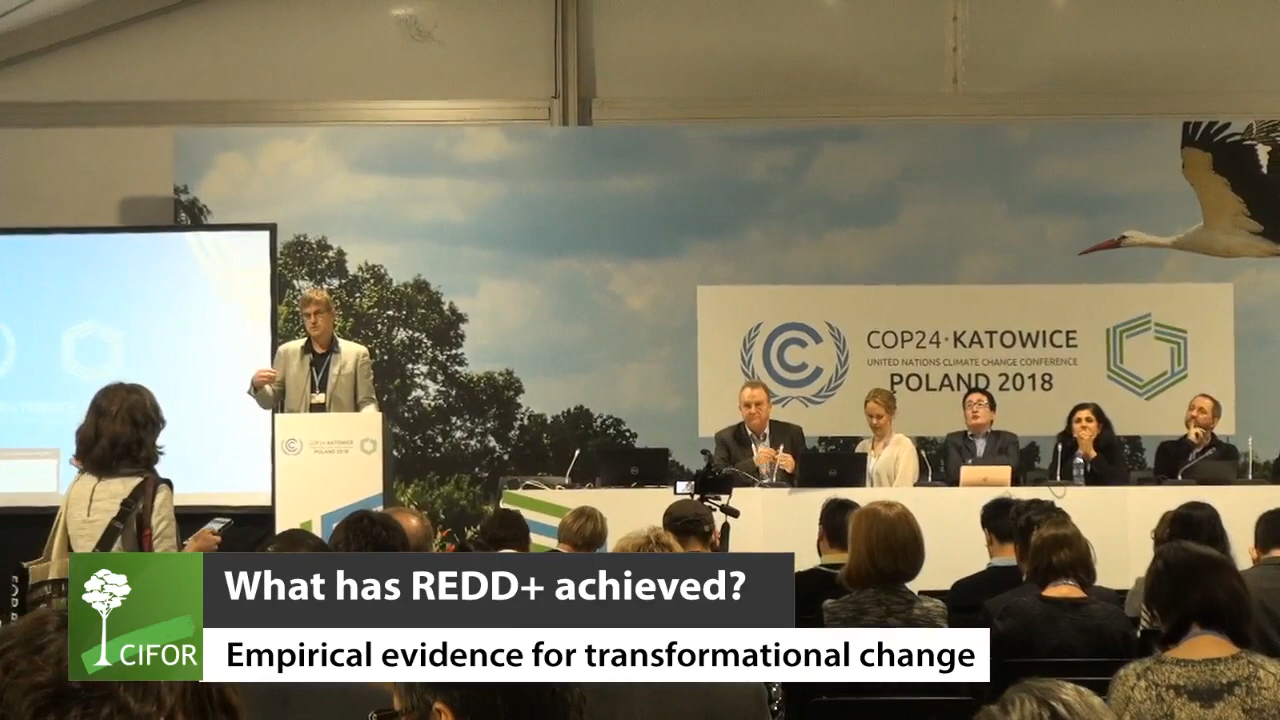 COP24·KATOWICE
UNITED NATIONS CLIMATE CHANGE CONFERENCE
POLAND 2018
COP24·KATOWICE
POLAND 2018
What has REDD+ achieved?
CIFOR
Empirical evidence for transformational change